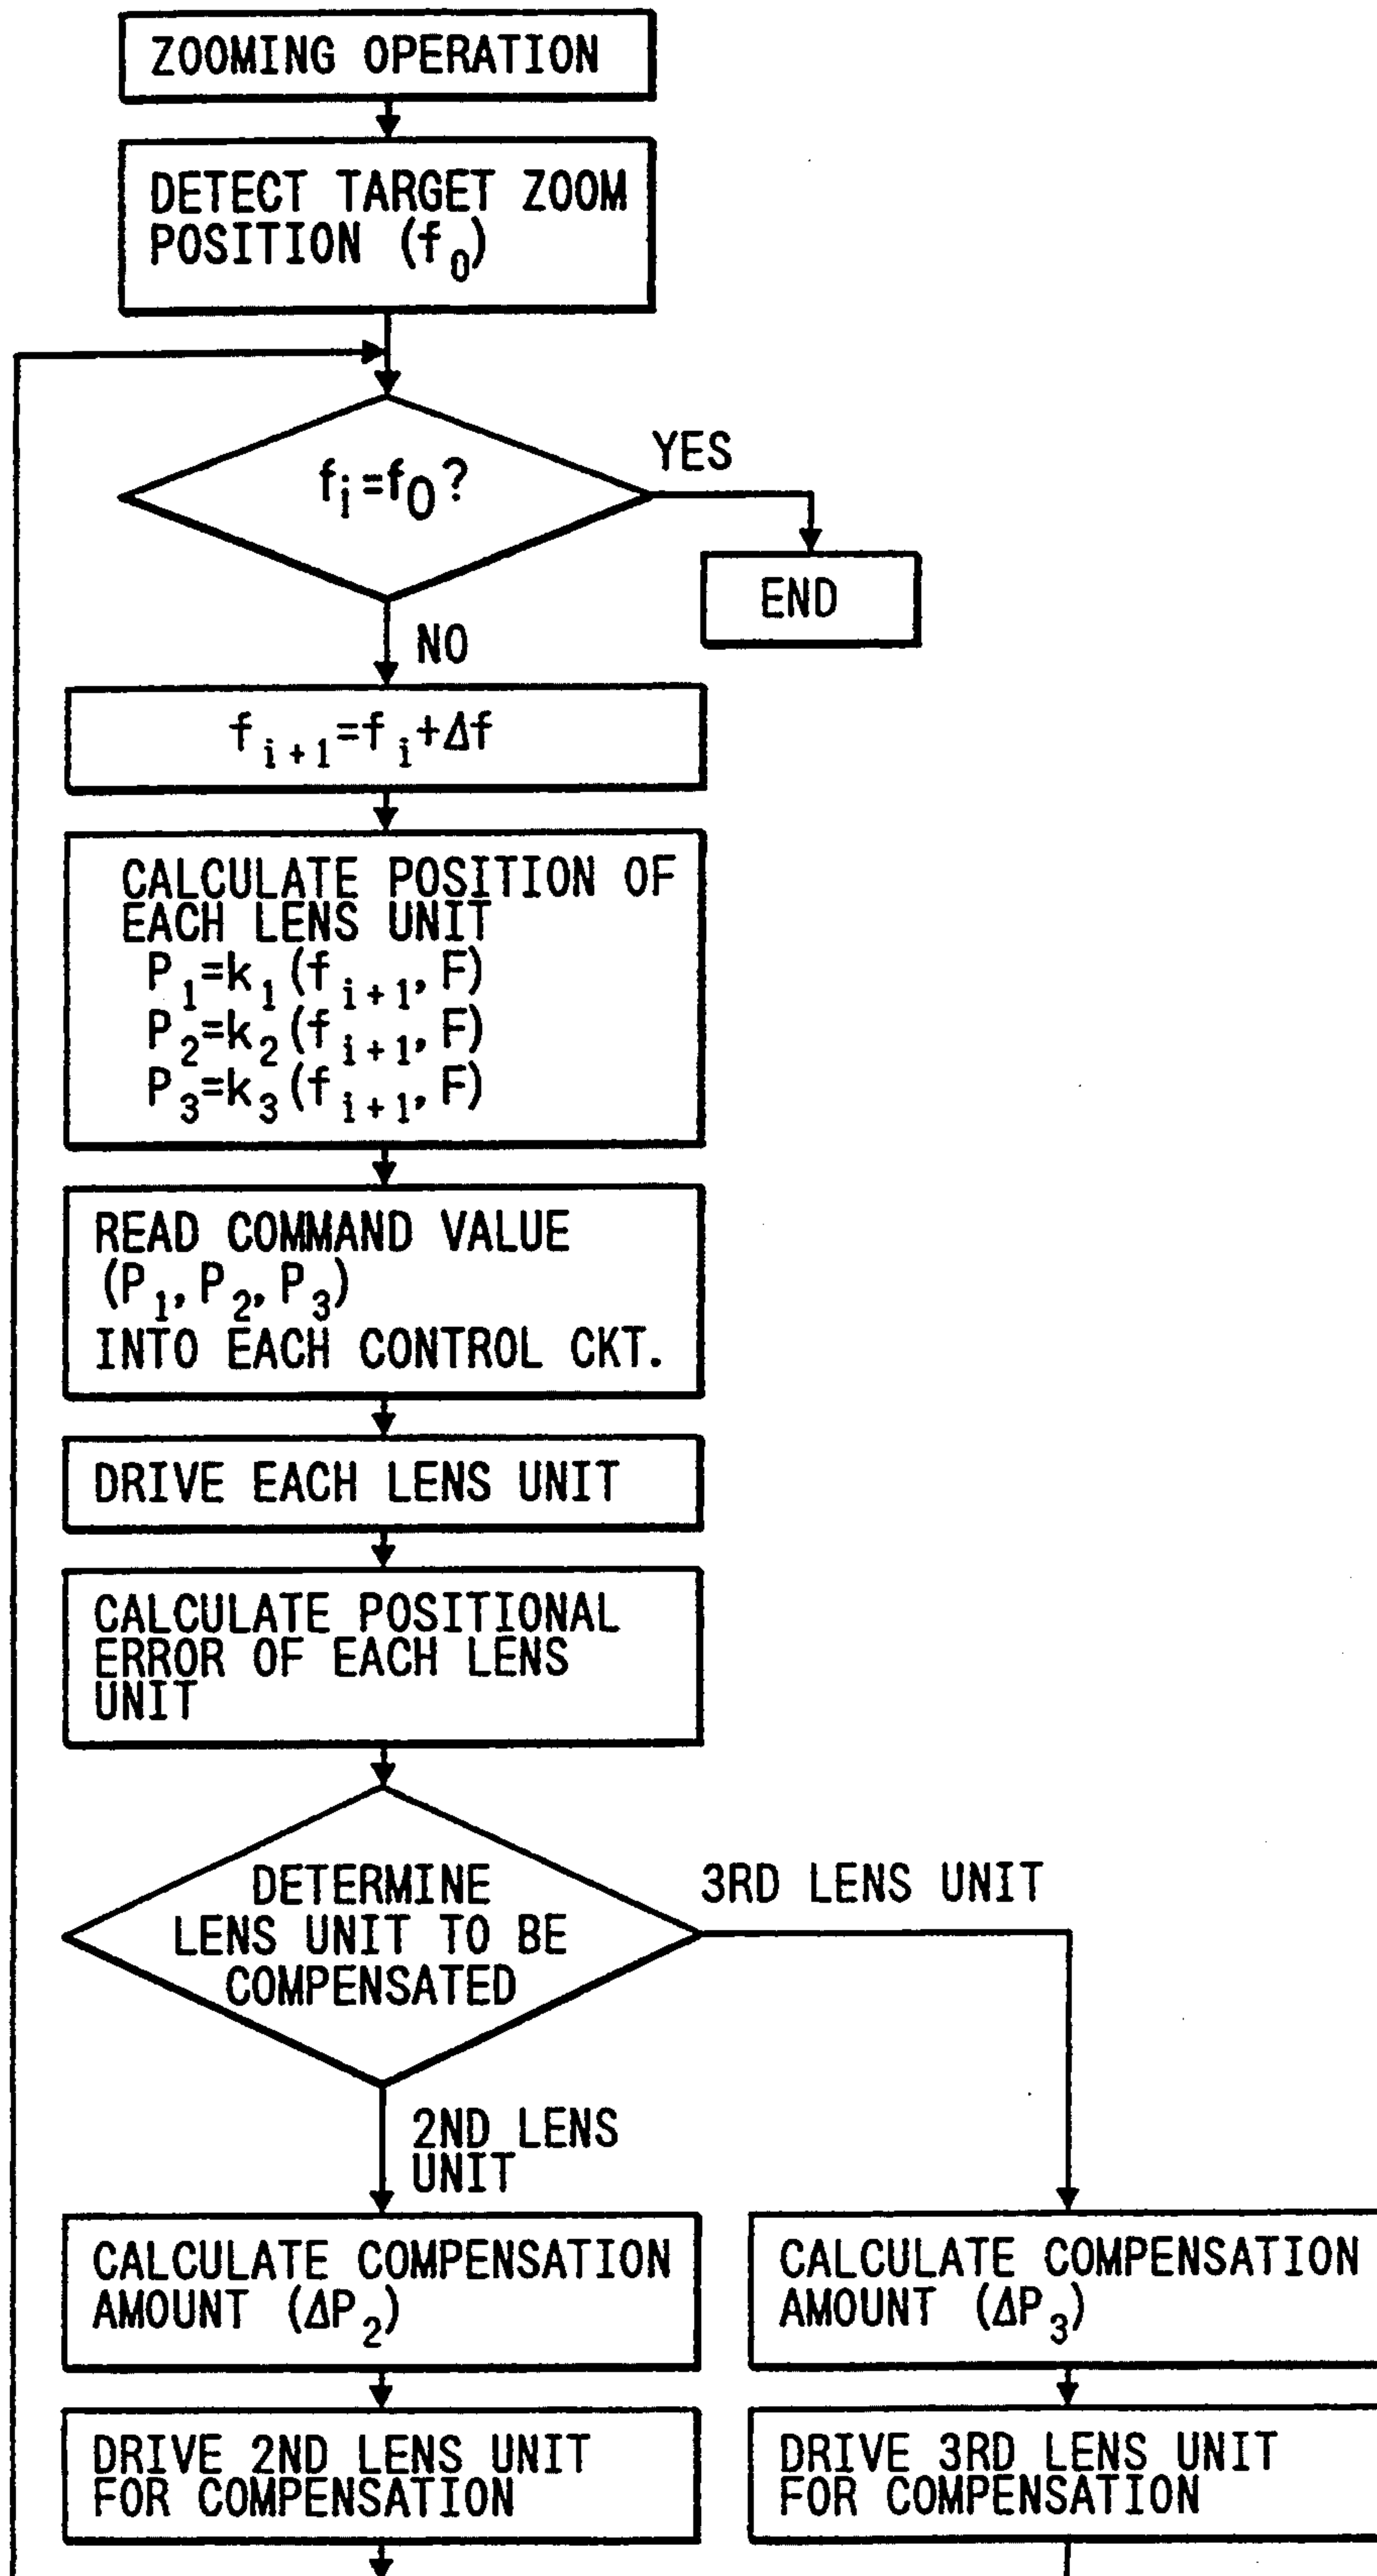 ZOOMING OPERATION
DETECT TARGET ZOOM
POSITION (f₀)
fᵢ=f₀?
YES
END
NO
fᵢ₊₁=fᵢ+Δf
CALCULATE POSITION OF
EACH LENS UNIT
P₁=k₁(fᵢ₊₁, F)
P₂=k₂(fᵢ₊₁, F)
P₃=k₃(fᵢ₊₁, F)
READ COMMAND VALUE
(P₁, P₂, P₃)
INTO EACH CONTROL CKT.
DRIVE EACH LENS UNIT
CALCULATE POSITIONAL
ERROR OF EACH LENS
UNIT
DETERMINE
LENS UNIT TO BE
COMPENSATED
3RD LENS UNIT
2ND LENS
UNIT
CALCULATE COMPENSATION
AMOUNT (ΔP₂)
CALCULATE COMPENSATION
AMOUNT (ΔP₃)
DRIVE 2ND LENS UNIT
FOR COMPENSATION
DRIVE 3RD LENS UNIT
FOR COMPENSATION